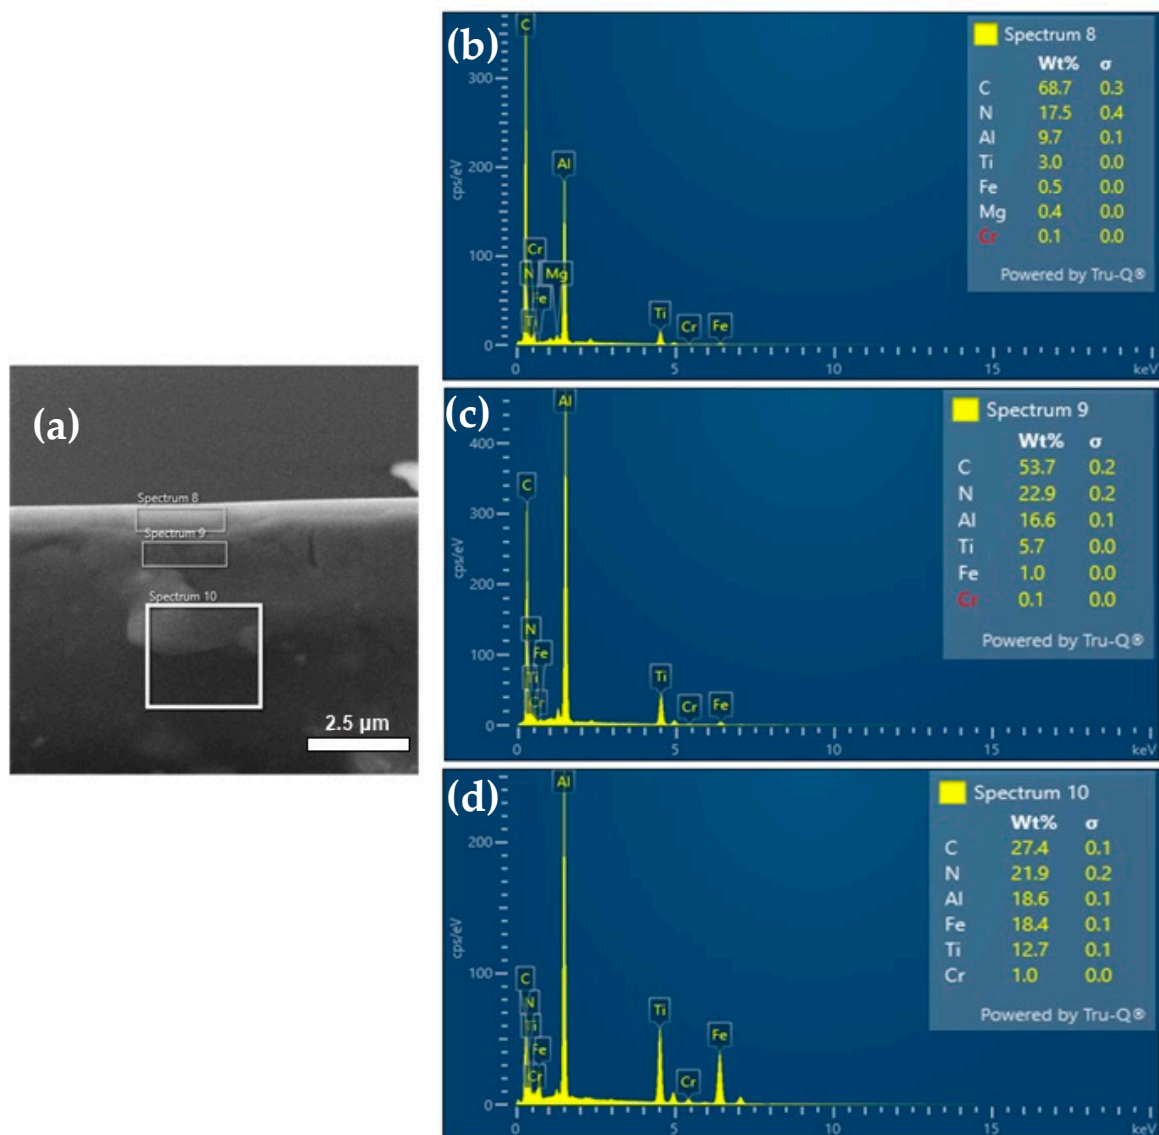 (a)
Spectrum 8
Spectrum 9
Spectrum 10
2.5 µm
(b)
cps/eV
300
200
100
0
C
Al
Cr
N
Mg
Fe
Ti
Ti
Cr
Fe
0
5
10
15
keV
Spectrum 8
Wt% σ
C 68.7 0.3
N 17.5 0.4
Al 9.7 0.1
Ti 3.0 0.0
Fe 0.5 0.0
Mg 0.4 0.0
Cr 0.1 0.0
Powered by Tru-Q®
(c)
cps/eV
400
300
200
100
0
Al
C
N
Fe
Ti
Cr
Ti
Cr
Fe
0
5
10
15
keV
Spectrum 9
Wt% σ
C 53.7 0.2
N 22.9 0.2
Al 16.6 0.1
Ti 5.7 0.0
Fe 1.0 0.0
Cr 0.1 0.0
Powered by Tru-Q®
(d)
cps/eV
200
100
0
Al
C
N
Ti
Fe
Cr
Ti
Cr
Fe
0
5
10
15
keV
Spectrum 10
Wt% σ
C 27.4 0.1
N 21.9 0.2
Al 18.6 0.1
Fe 18.4 0.1
Ti 12.7 0.1
Cr 1.0 0.0
Powered by Tru-Q®